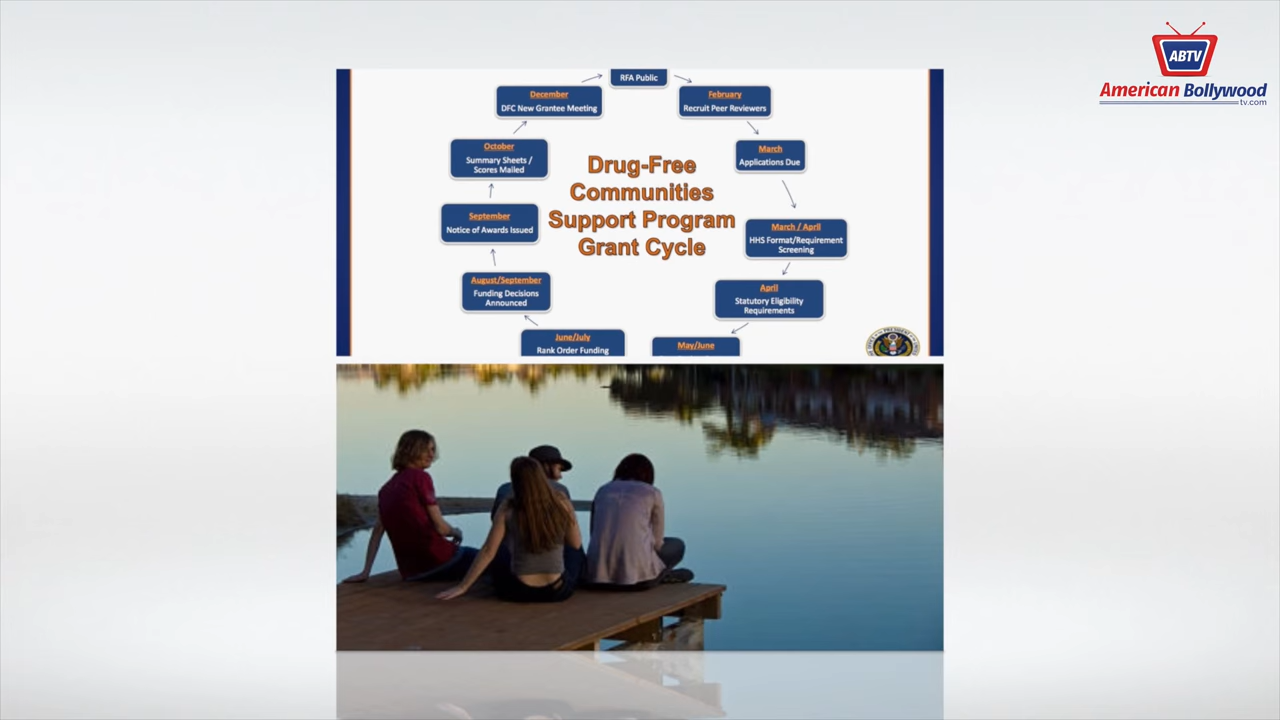 ABTV
American Bollywood
tv.com
RFA Public
December
DFC New Grantee Meeting
February
Recruit Peer Reviewers
October
Summary Sheets /
Scores Mailed
March
Applications Due
Drug-Free
Communities
Support Program
Grant Cycle
September
Notice of Awards Issued
March / April
HHS Format/Requirement
Screening
August/September
Funding Decisions
Announced
April
Statutory Eligibility
Requirements
June/July
Rank Order Funding
May/June